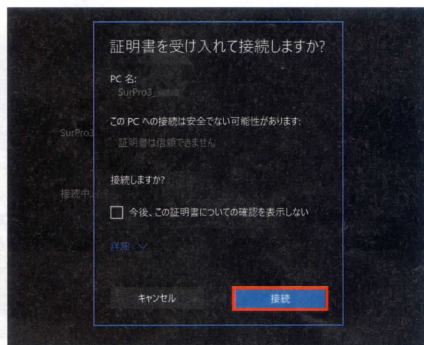 証明書を受け入れて接続しますか?
PC 名:
SurPro3
この PC への接続は安全でない可能性があります:
SurPro3
証明書は信頼できません
接続しますか?
接続中
今後、この証明書についての確認を表示しない
詳細
キャンセル
接続